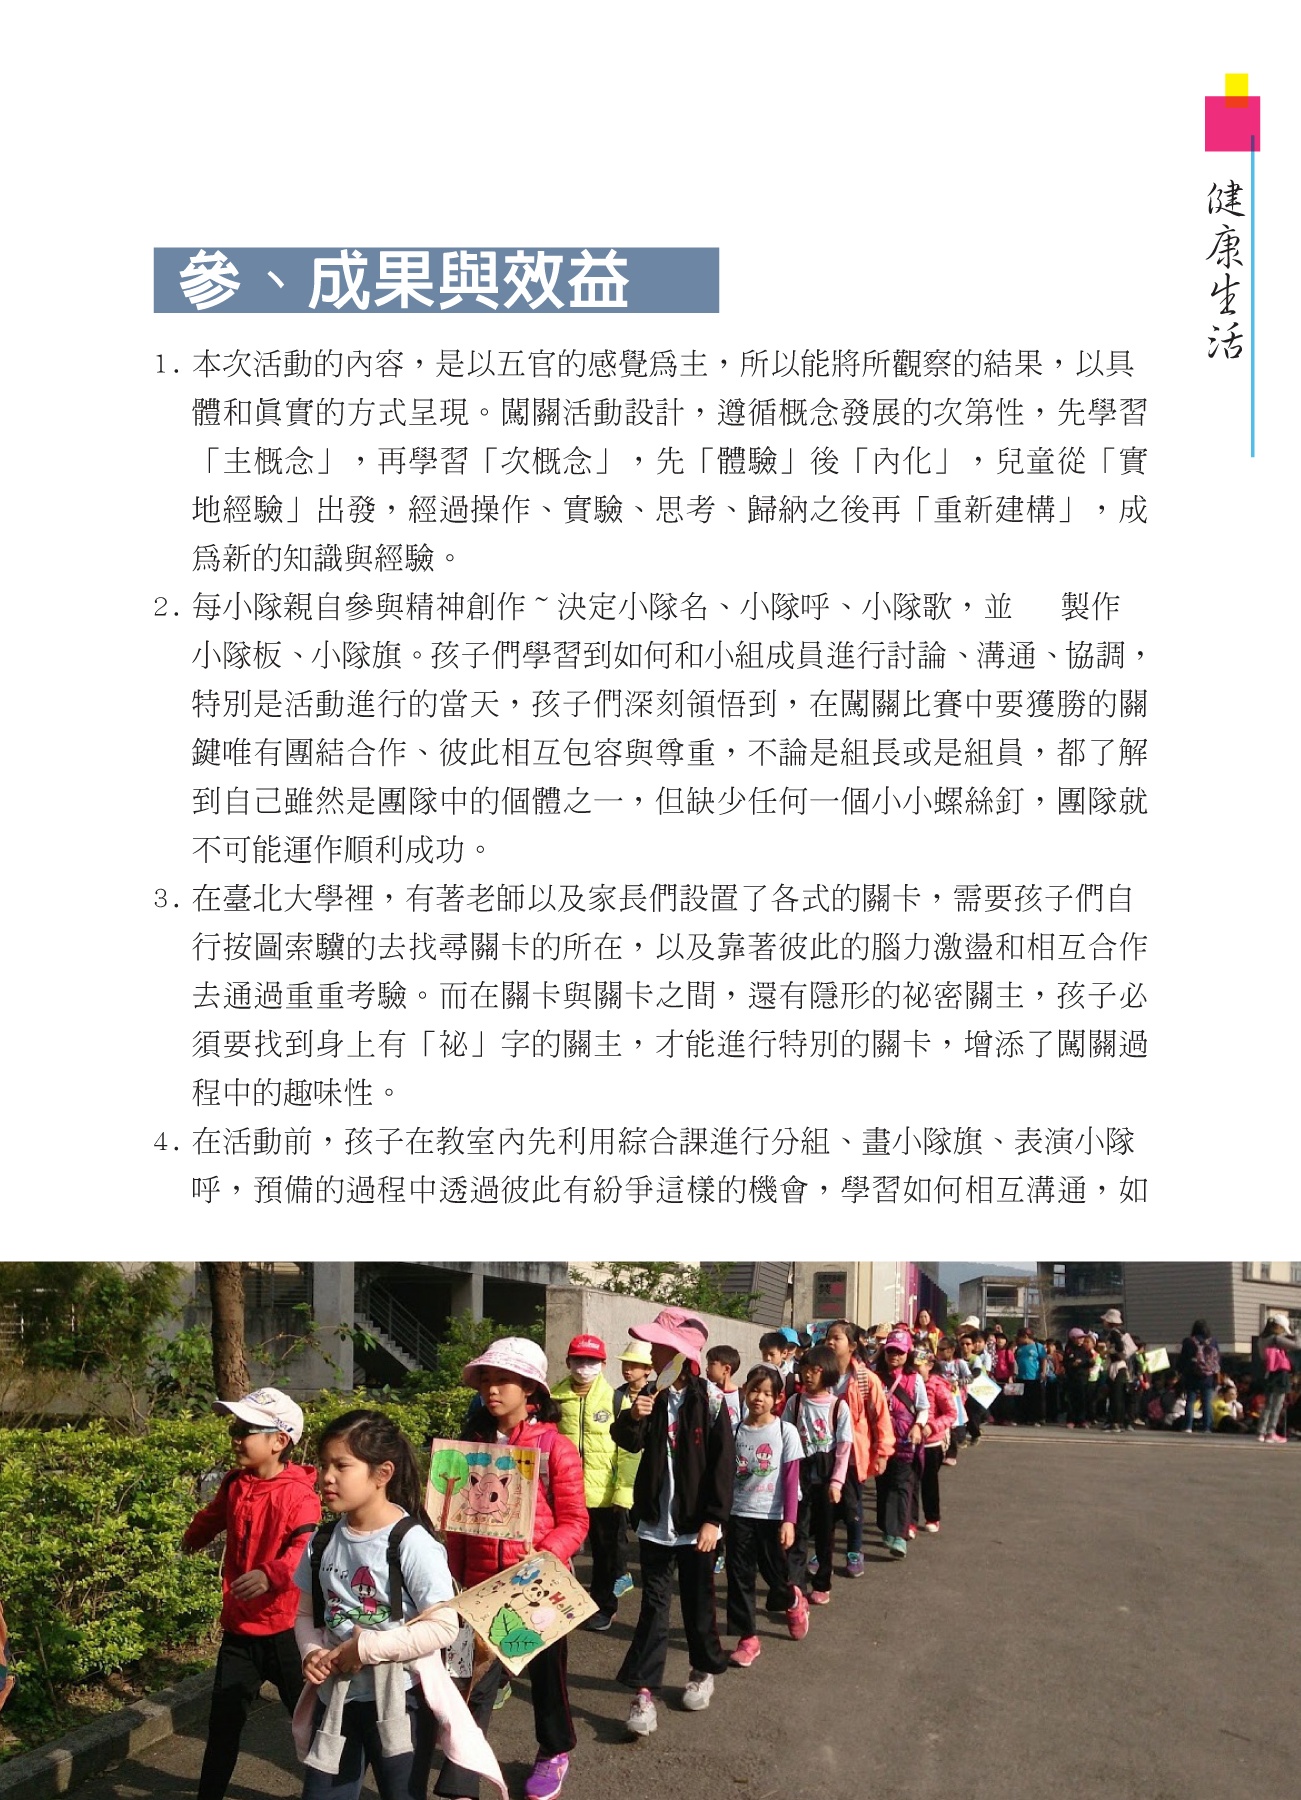 健康生活
參、成果與效益
1. 本次活動的內容，是以五官的感覺為主，所以能將所觀察的結果，以具
體和真實的方式呈現。闖關活動設計，遵循概念發展的次第性，先學習
「主概念」，再學習「次概念」，先「體驗」後「內化」，兒童從「實
地經驗」出發，經過操作、實驗、思考、歸納之後再「重新建構」，成
為新的知識與經驗。
2. 每小隊親自參與精神創作~決定小隊名、小隊呼、小隊歌，並　製作
小隊板、小隊旗。孩子們學習到如何和小組成員進行討論、溝通、協調，
特別是活動進行的當天，孩子們深刻領悟到，在闖關比賽中要獲勝的關
鍵唯有團結合作、彼此相互包容與尊重，不論是組長或是組員，都了解
到自己雖然是團隊中的個體之一，但缺少任何一個小小螺絲釘，團隊就
不可能運作順利成功。
3. 在臺北大學裡，有著老師以及家長們設置了各式的關卡，需要孩子們自
行按圖索驥的去找尋關卡的所在，以及靠著彼此的腦力激盪和相互合作
去通過重重考驗。而在關卡與關卡之間，還有隱形的祕密關主，孩子必
須要找到身上有「祕」字的關主，才能進行特別的關卡，增添了闖關過
程中的趣味性。
4. 在活動前，孩子在教室內先利用綜合課進行分組、畫小隊旗、表演小隊
呼，預備的過程中透過彼此有紛爭這樣的機會，學習如何相互溝通，如
Hello